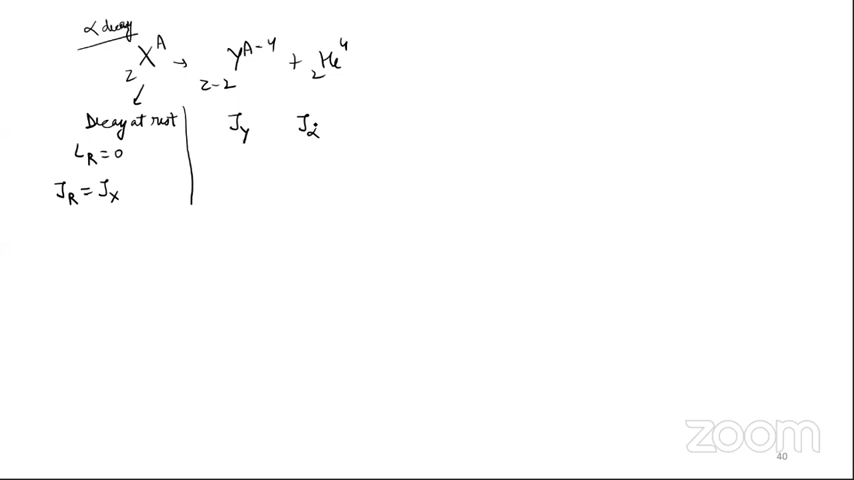 α decay
zX^A → z-2Y^A-4 + 2He^4
Decay at rest
J_Y J_α
L_R = 0
J_R = J_X
zoom
40